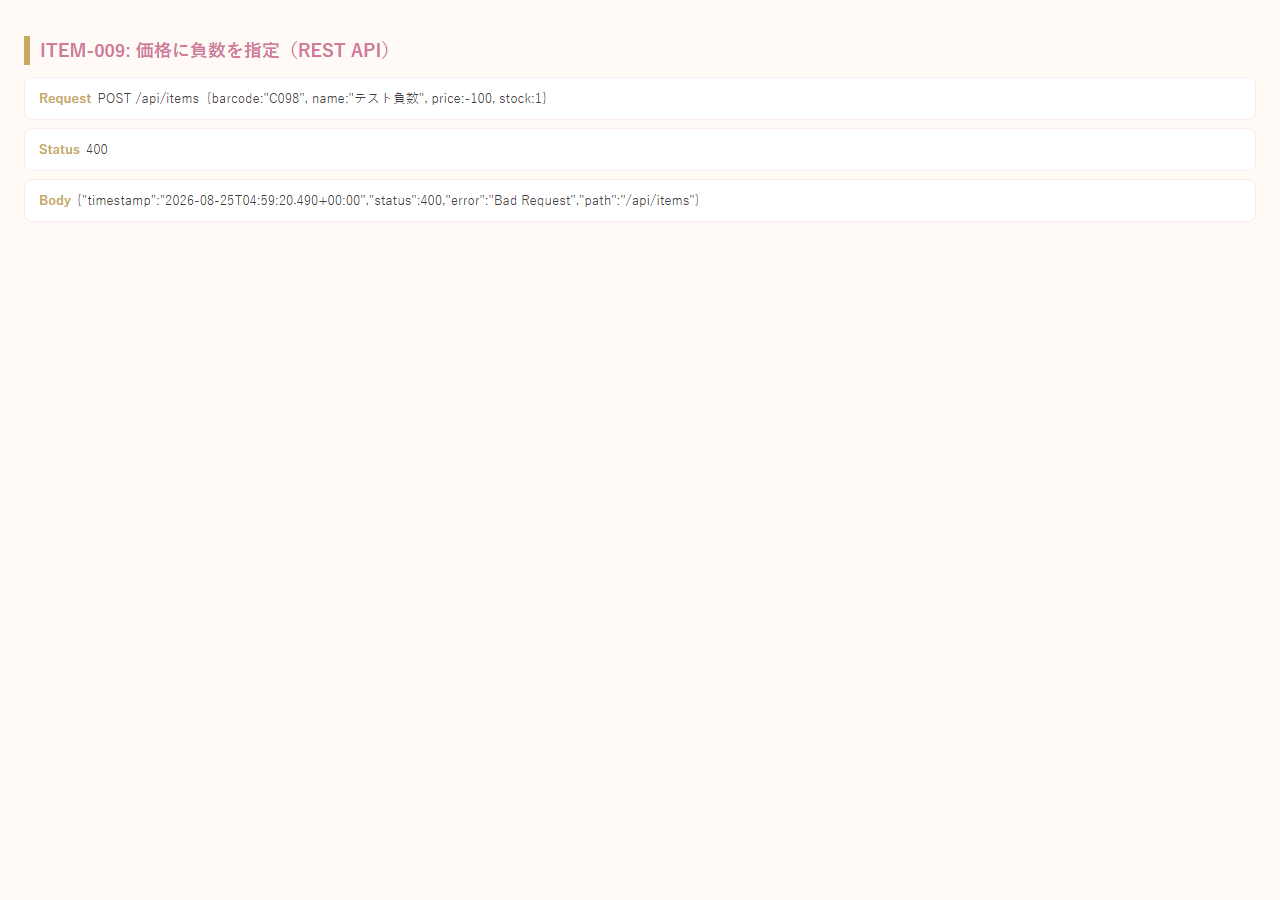 ITEM-009: 価格に負数を指定（REST API）
Request POST /api/items {barcode:"C098", name:"テスト負数", price:-100, stock:1}
Status 400
Body {"timestamp":"2026-08-25T04:59:20.490+00:00","status":400,"error":"Bad Request","path":"/api/items"}